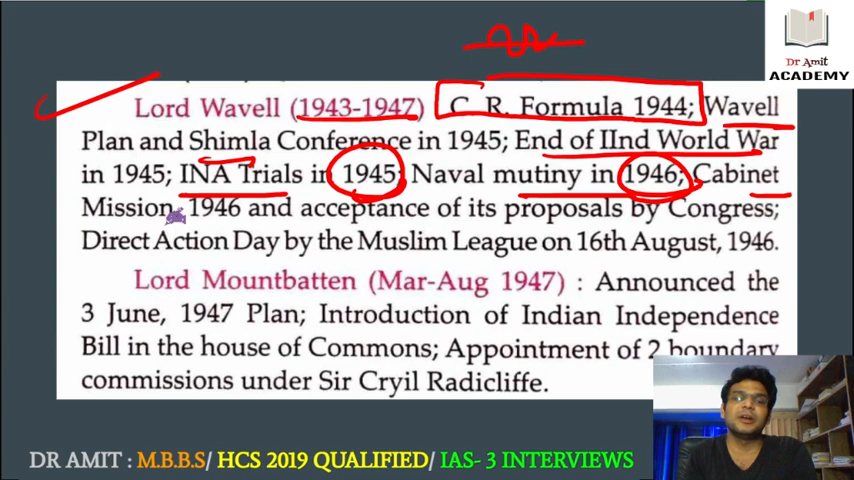 Dr Amit
ACADEMY
Lord Wavell (1943-1947) C. R. Formula 1944; Wavell
Plan and Shimla Conference in 1945; End of IInd World War
in 1945; INA Trials in 1945; Naval mutiny in 1946; Cabinet
Mission, 1946 and acceptance of its proposals by Congress;
Direct Action Day by the Muslim League on 16th August, 1946.
Lord Mountbatten (Mar-Aug 1947) : Announced the
3 June, 1947 Plan; Introduction of Indian Independence
Bill in the house of Commons; Appointment of 2 boundary
commissions under Sir Cryil Radicliffe.
DR AMIT : M.B.B.S/ HCS 2019 QUALIFIED/ IAS- 3 INTERVIEWS